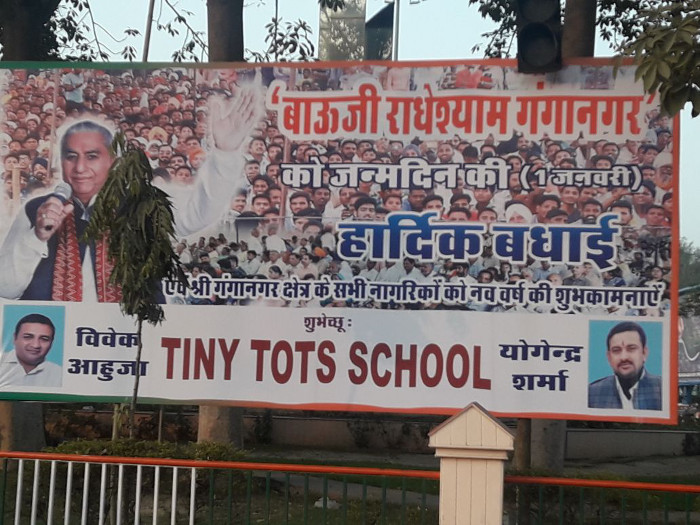 'बाऊजी राधेश्याम गंगानगर'
को जन्मदिन की (1 जनवरी)
हार्दिक बधाई
एवं श्री गंगानगर क्षेत्र के सभी नागरिकों को नव वर्ष की शुभकामनाएँ
शुभेच्छू :
विवेक आहुजा
TINY TOTS SCHOOL
योगेन्द्र शर्मा